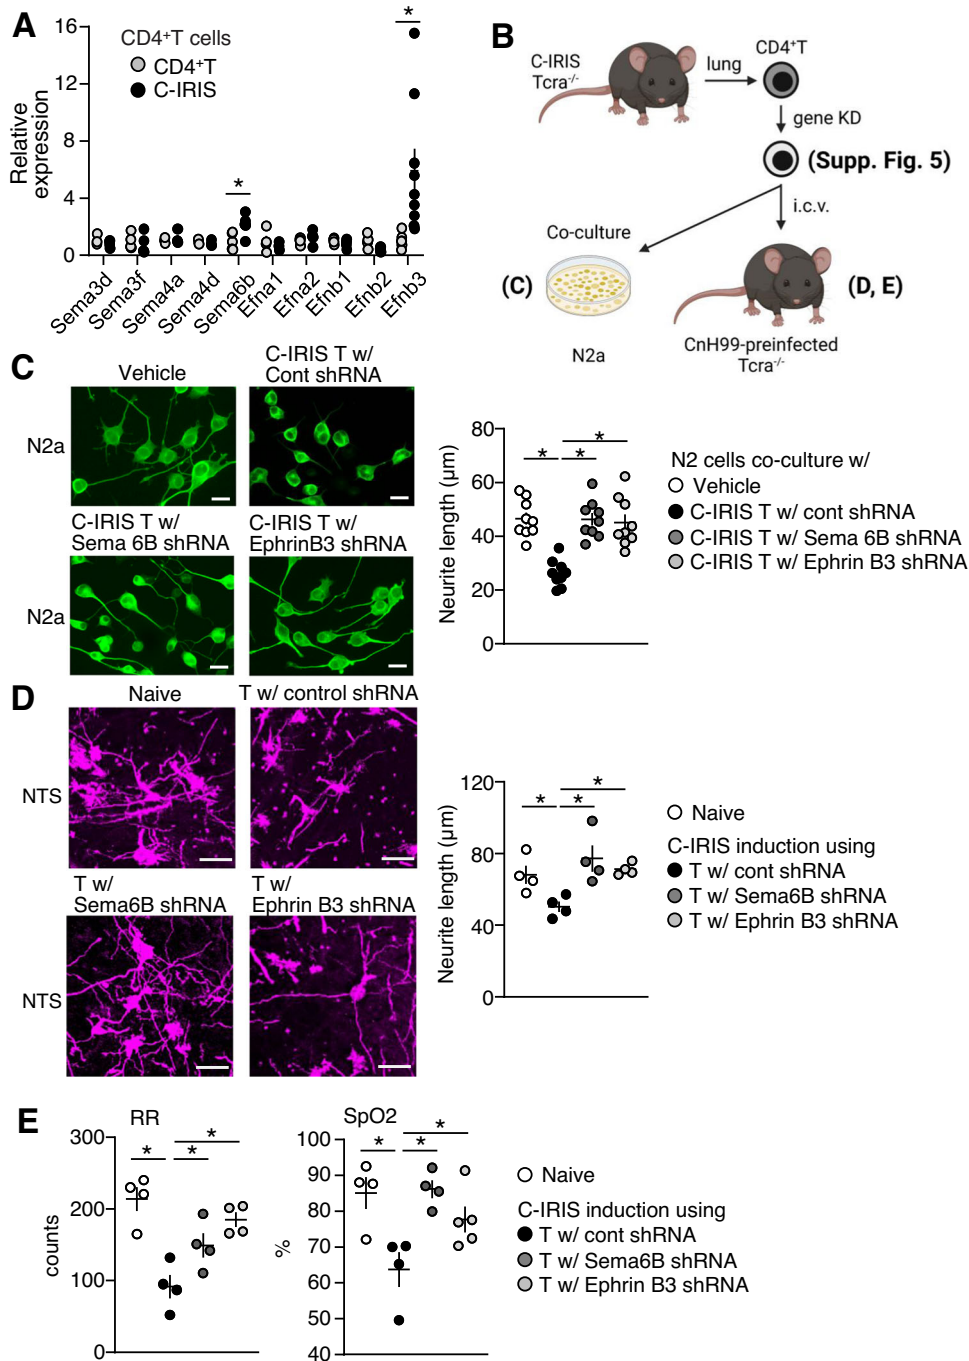 A
CD4+T cells
CD4+T
C-IRIS
Relative
expression
16
12
8
4
0
*
*
Sema3d
Sema3f
Sema4a
Sema4d
Sema6b
Efna1
Efna2
Efnb1
Efnb2
Efnb3
B
C-IRIS
Tcra-/-
lung
CD4+T
gene KD
(Supp. Fig. 5)
i.c.v.
Co-culture
(C)
(D, E)
N2a
CnH99-preinfected
Tcra-/-
C
Vehicle
C-IRIS T w/
Cont shRNA
N2a
C-IRIS T w/
Sema 6B shRNA
C-IRIS T w/
EphrinB3 shRNA
N2a
Neurite length (µm)
80
60
40
20
0
*
*
*
N2 cells co-culture w/
Vehicle
C-IRIS T w/ cont shRNA
C-IRIS T w/ Sema 6B shRNA
C-IRIS T w/ Ephrin B3 shRNA
D
Naive
T w/ control shRNA
NTS
T w/
Sema6B shRNA
T w/
Ephrin B3 shRNA
NTS
Neurite length (µm)
120
80
40
0
*
*
*
Naive
C-IRIS induction using
T w/ cont shRNA
T w/ Sema6B shRNA
T w/ Ephrin B3 shRNA
E
RR
counts
300
200
100
0
*
*
*
SpO2
%
100
90
80
70
60
50
40
*
*
*
Naive
C-IRIS induction using
T w/ cont shRNA
T w/ Sema6B shRNA
T w/ Ephrin B3 shRNA